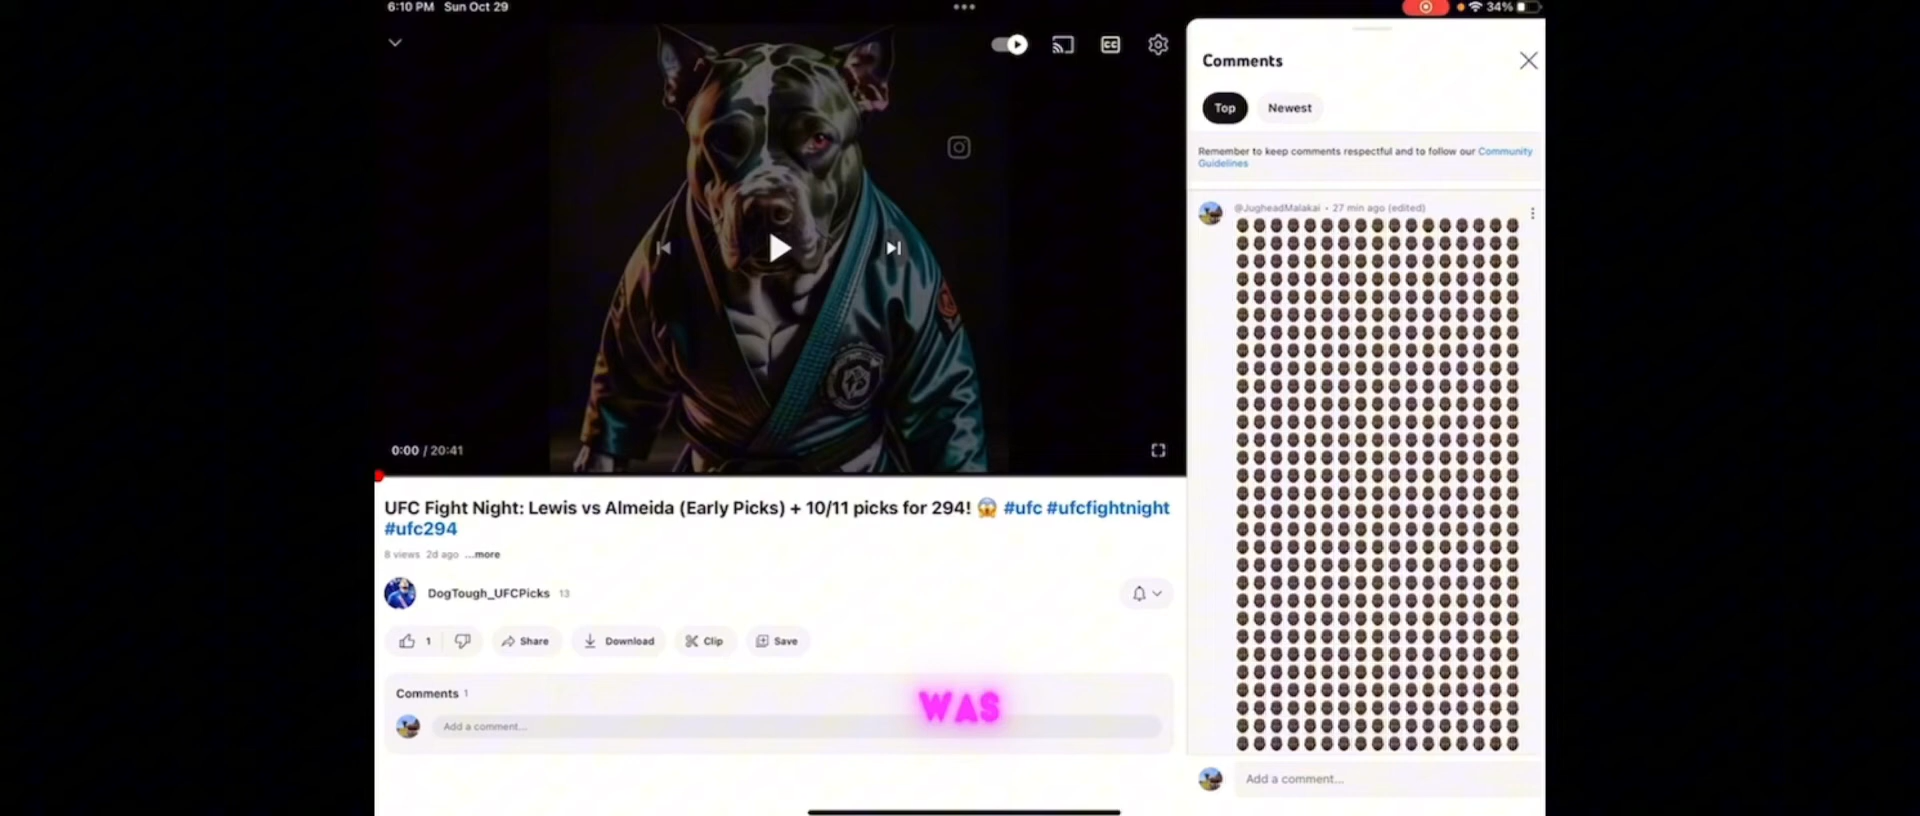 6:10 PM Sun Oct 29
34%
CC
Comments
Top
Newest
Remember to keep comments respectful and to follow our Community
Guidelines
@JugheadMalakai • 27 min ago (edited)
0:00 / 20:41
UFC Fight Night: Lewis vs Almeida (Early Picks) + 10/11 picks for 294! 😱 #ufc #ufcfightnight
#ufc294
8 views 2d ago ...more
DogTough_UFCPicks 13
1
Share
Download
Clip
Save
Comments 1
Add a comment...
WAS
Add a comment...